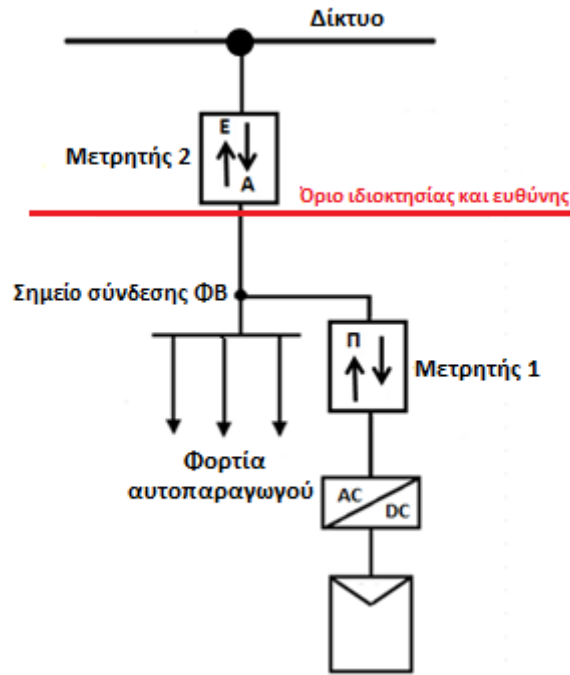 Δίκτυο
Ε
Α
Μετρητής 2
Όριο ιδιοκτησίας και ευθύνης
Σημείο σύνδεσης ΦΒ
Π
Μετρητής 1
Φορτία
αυτοπαραγωγού
AC
DC